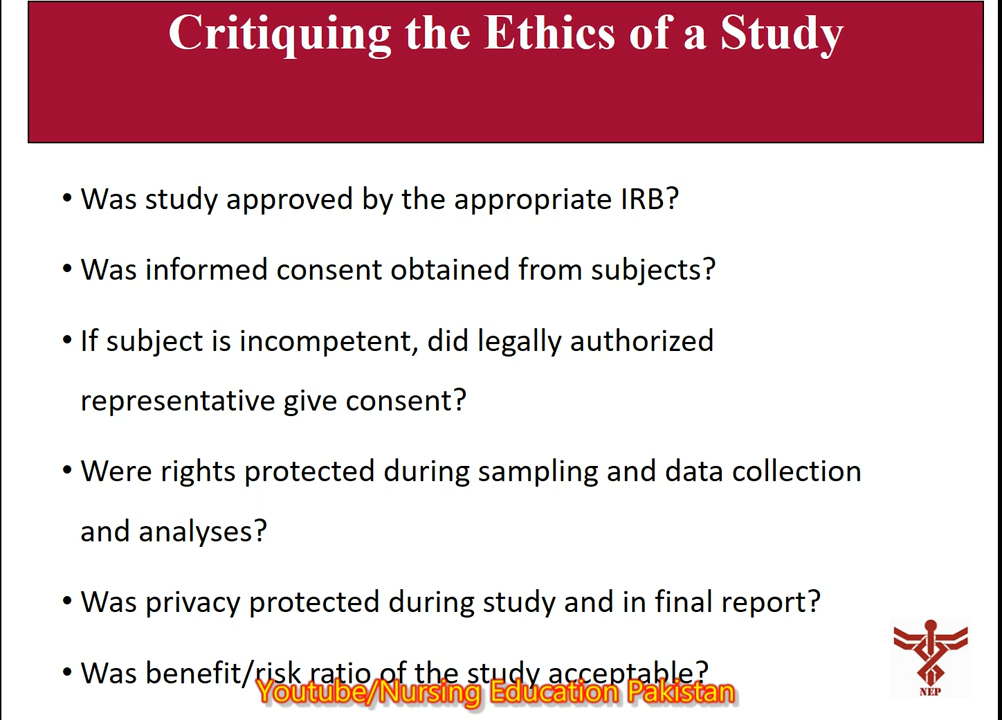 Critiquing the Ethics of a Study
• Was study approved by the appropriate IRB?
• Was informed consent obtained from subjects?
• If subject is incompetent, did legally authorized
representative give consent?
• Were rights protected during sampling and data collection
and analyses?
• Was privacy protected during study and in final report?
• Was benefit/risk ratio of the study acceptable?
Youtube/Nursing Education Pakistan
NEP